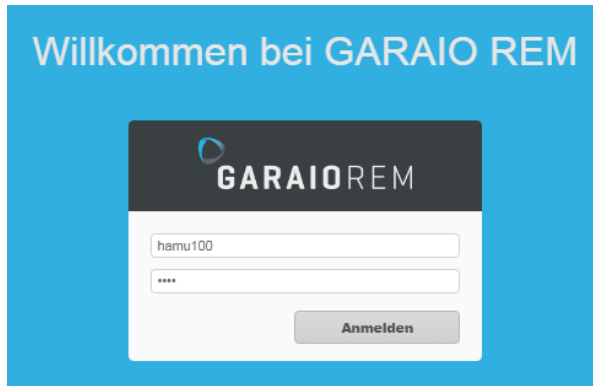 Willkommen bei GARAIO REM
GARAIOREM
hamu100
••••
Anmelden